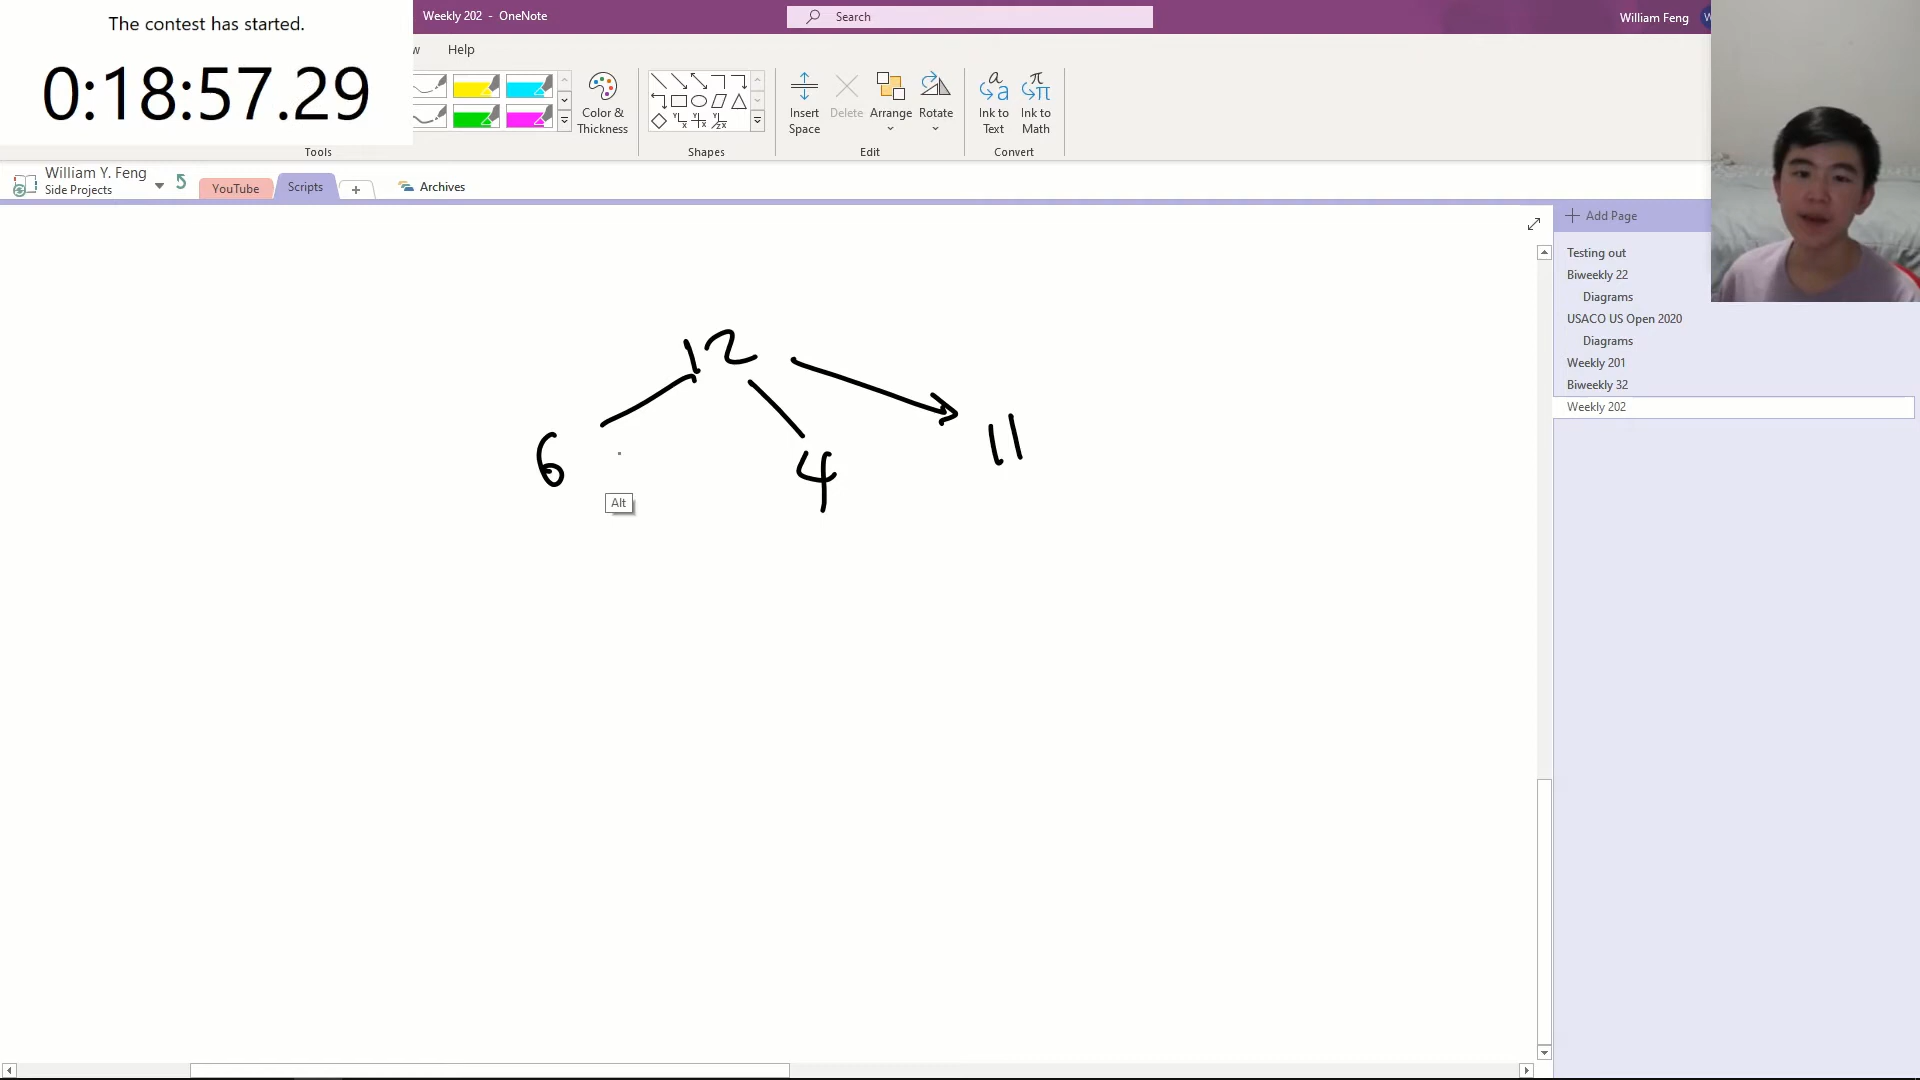 The contest has started.
0:18:57.29
Weekly 202 - OneNote
Search
William Feng
W
w
Help
Color &
Thickness
Insert
Space
Delete
Arrange
Rotate
Ink to
Text
Ink to
Math
Tools
Shapes
Edit
Convert
William Y. Feng
Side Projects
YouTube
Scripts
Archives
Add Page
Testing out
Biweekly 22
Diagrams
USACO US Open 2020
Diagrams
Weekly 201
Biweekly 32
Weekly 202
12
6
4
11
Alt